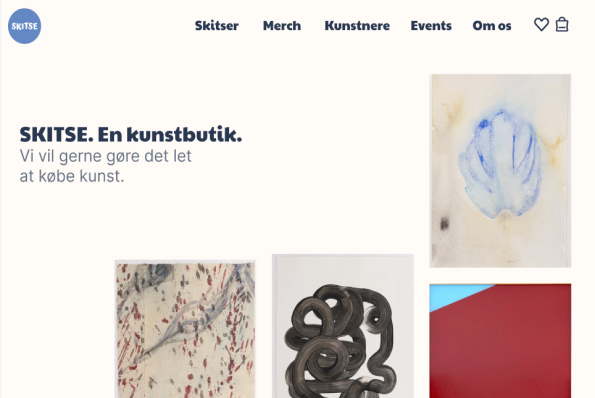 SKITSE
Skitser Merch Kunstnere Events Om os
SKITSE. En kunstbutik.
Vi vil gerne gøre det let
at købe kunst.